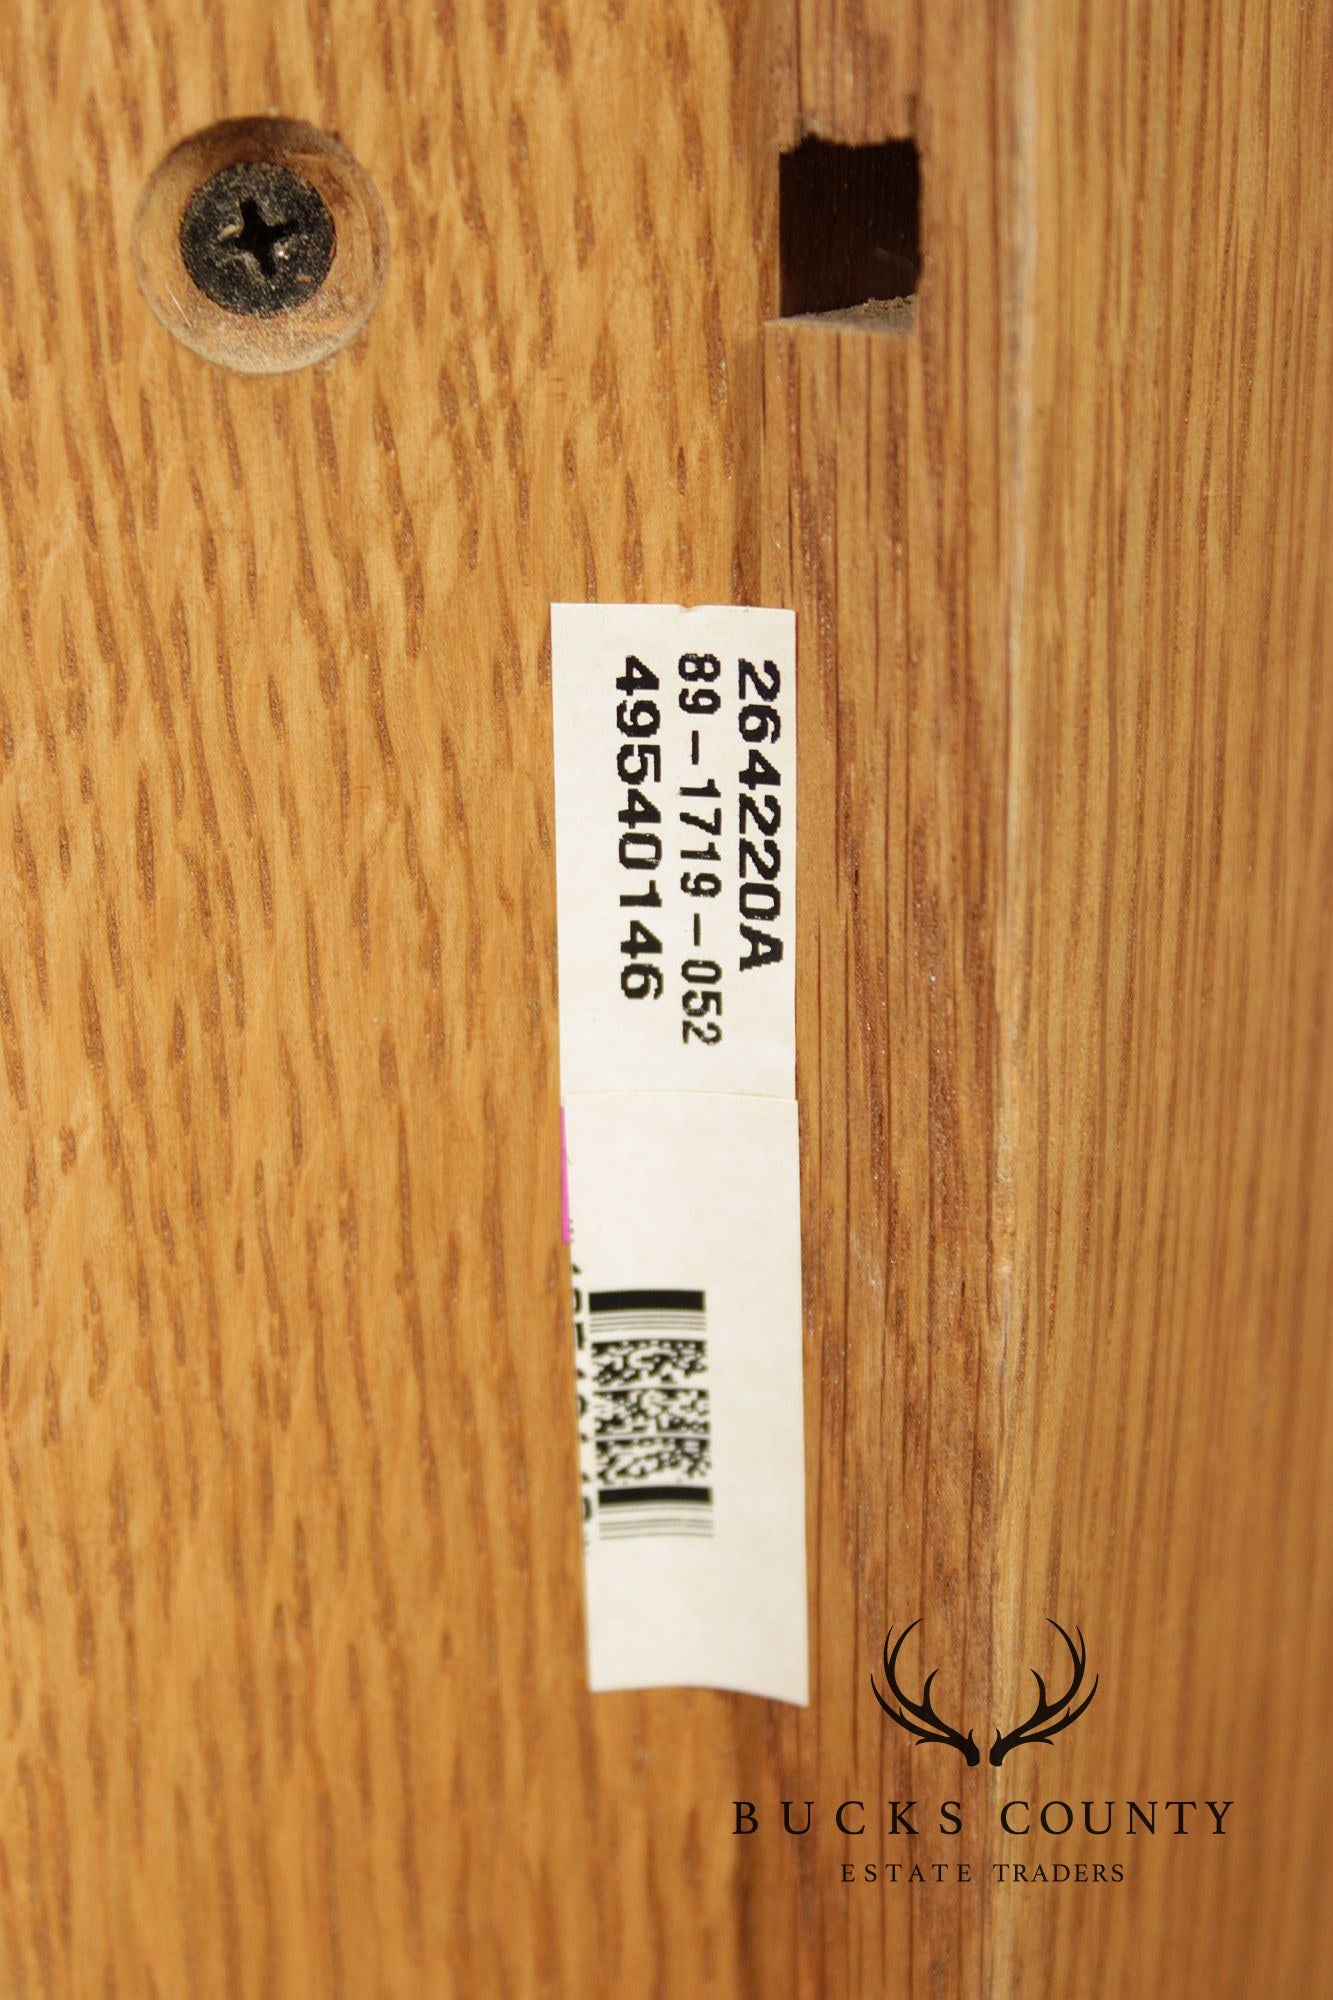 264220A
89-1719-052
49540146
BUCKS COUNTY
ESTATE TRADERS